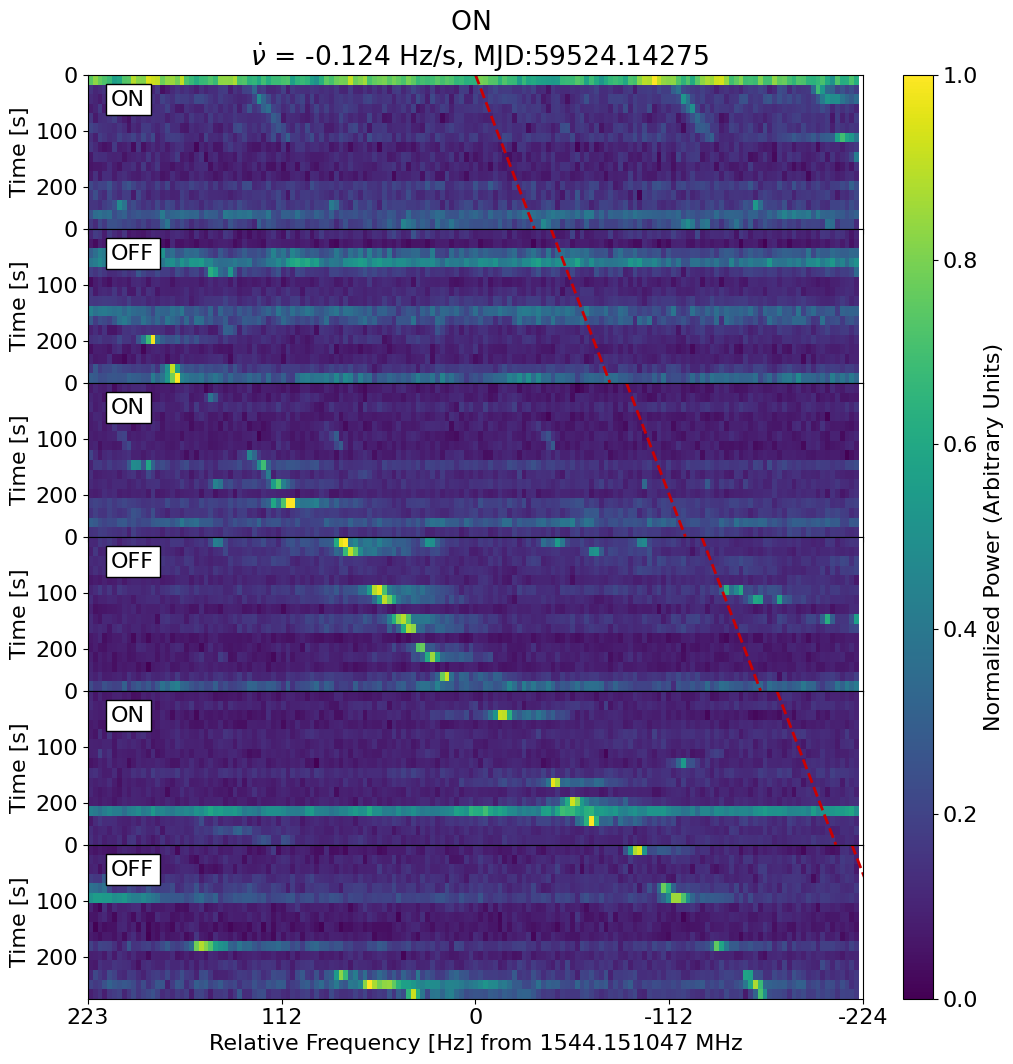 ON
ν̇ = -0.124 Hz/s, MJD:59524.14275
0
100
200
Time [s]
ON
0
100
200
Time [s]
OFF
0
100
200
Time [s]
ON
0
100
200
Time [s]
OFF
0
100
200
Time [s]
ON
0
100
200
Time [s]
OFF
223 112 0 -112 -224
Relative Frequency [Hz] from 1544.151047 MHz
1.0
0.8
0.6
0.4
0.2
0.0
Normalized Power (Arbitrary Units)